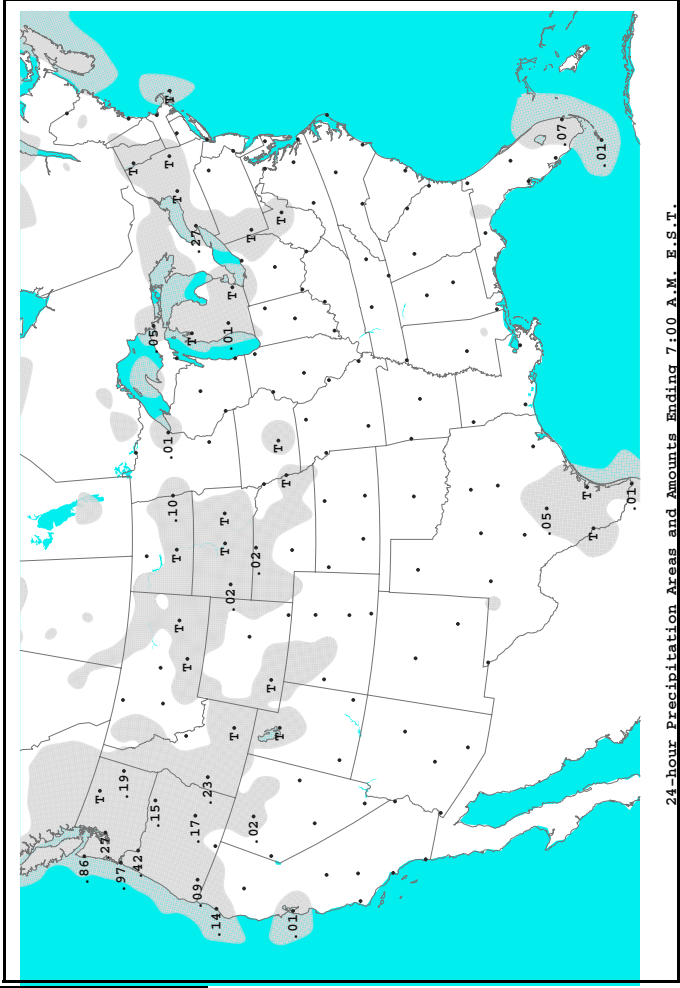 .86
T
.97
.19
T
.42
.05
.15
.01
T
T
.10
T
T
T
T
T
.17
.27
.09
.23
.14
T
T
.01
.02
T
T
T
.02
.02
T
T
T
T
T
.01
.05
.07
T
T
.01
.01
24-hour Precipitation Areas and Amounts Ending 7:00 A.M. E.S.T.